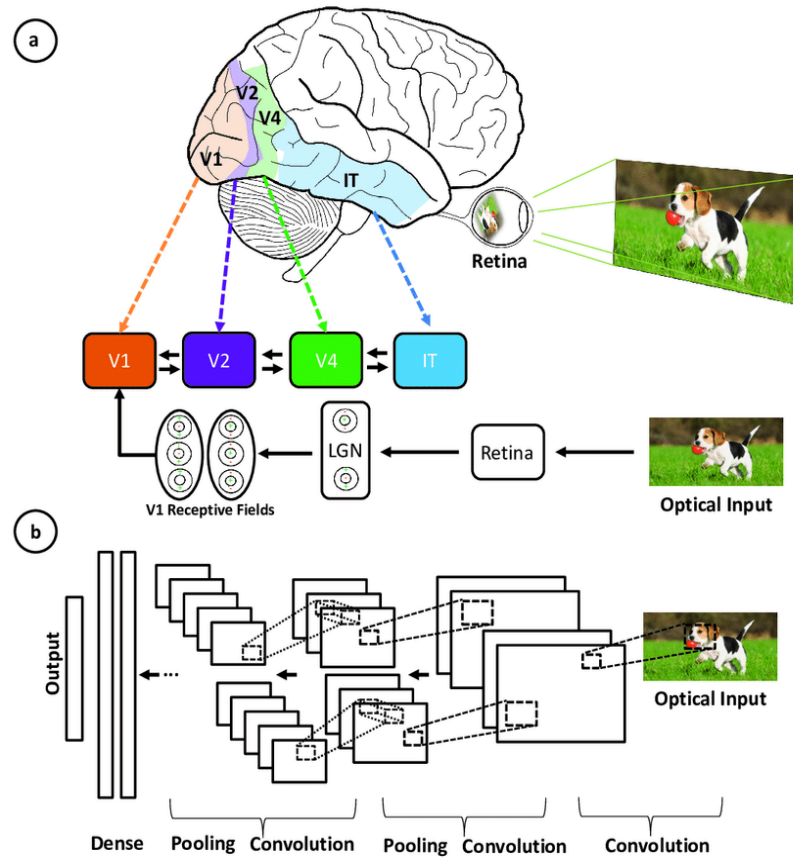 a
V2
V4
V1
IT
Retina
V1
V2
V4
IT
LGN
Retina
V1 Receptive Fields
Optical Input
b
Output
...
Optical Input
Dense
Pooling
Convolution
Pooling
Convolution
Convolution